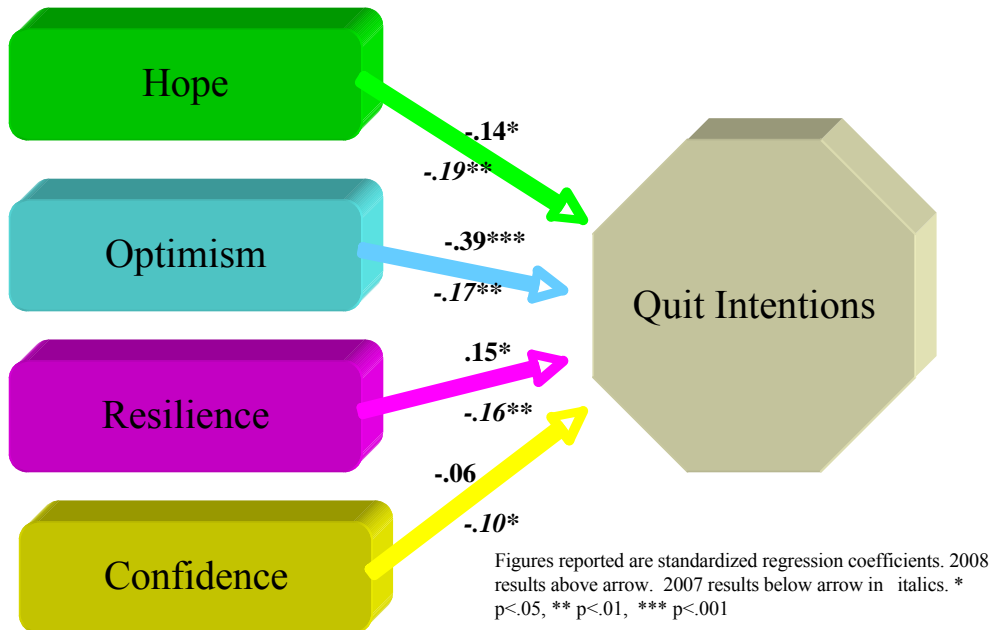 Hope
-.14*
-.19**
Optimism
-.39***
-.17**
Quit Intentions
Resilience
.15*
-.16**
Confidence
-.06
-.10*
Figures reported are standardized regression coefficients. 2008
results above arrow. 2007 results below arrow in italics. *
p<.05, ** p<.01, *** p<.001